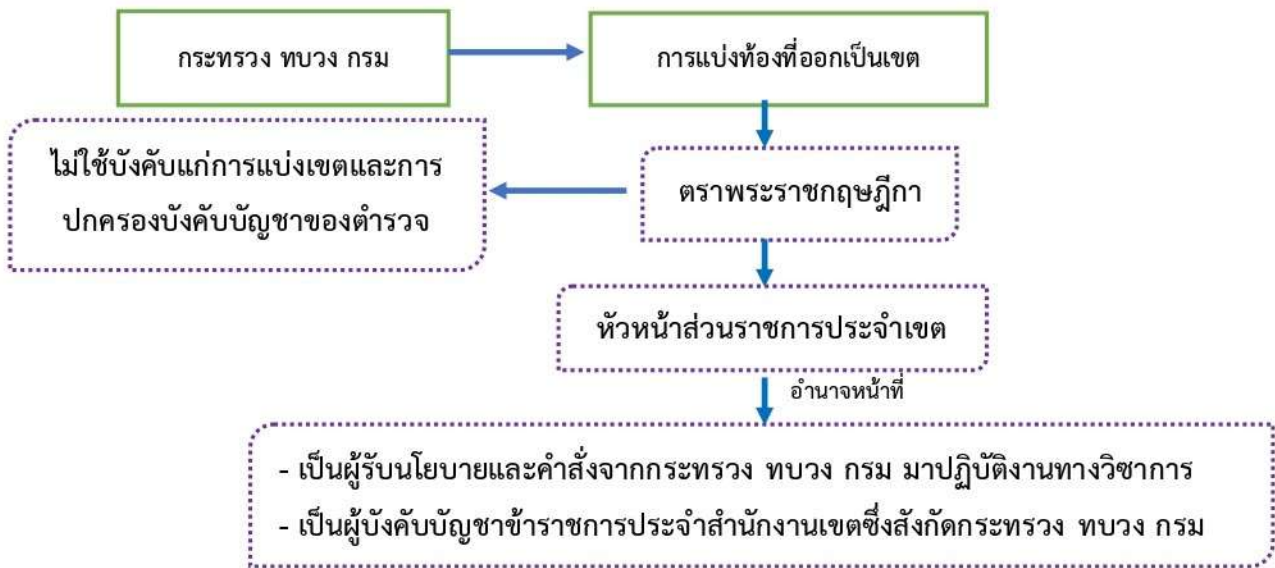 กระทรวง ทบวง กรม
การแบ่งท้องที่ออกเป็นเขต
ไม่ใช้บังคับแก่การแบ่งเขตและการ
ปกครองบังคับบัญชาของตำรวจ
ตราพระราชกฤษฎีกา
หัวหน้าส่วนราชการประจำเขต
อำนาจหน้าที่
- เป็นผู้รับนโยบายและคำสั่งจากกระทรวง ทบวง กรม มาปฏิบัติงานทางวิชาการ
- เป็นผู้บังคับบัญชาข้าราชการประจำสำนักงานเขตซึ่งสังกัดกระทรวง ทบวง กรม